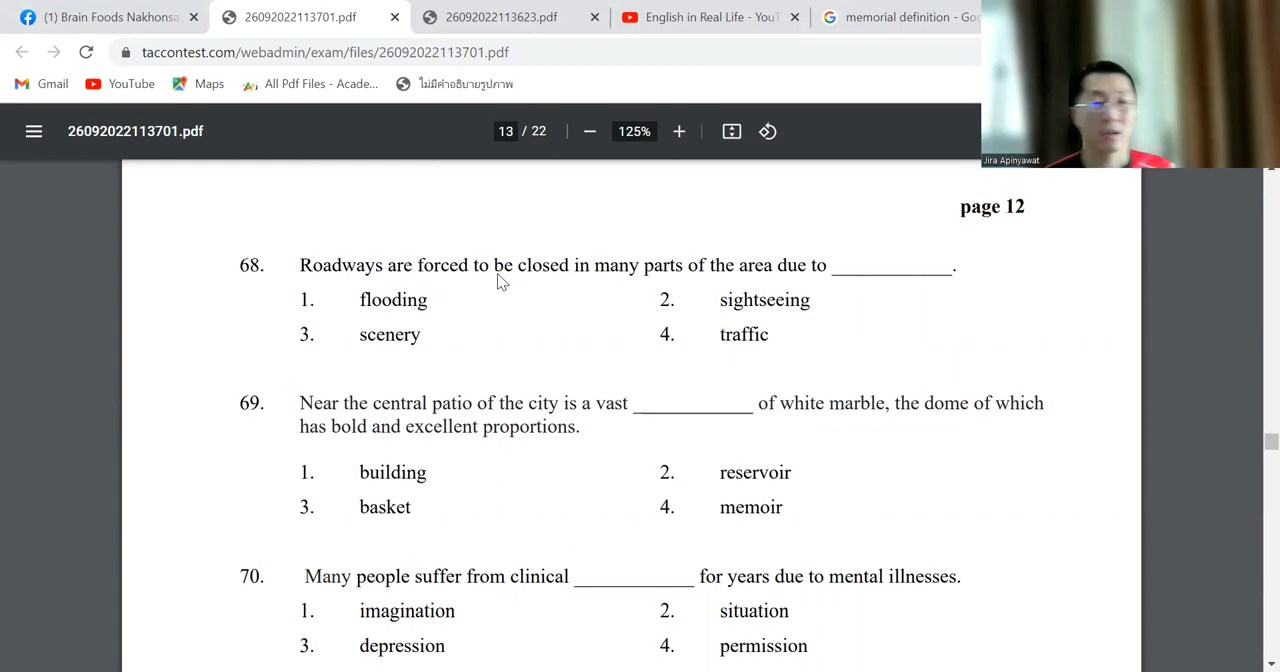 (1) Brain Foods Nakhonsa
26092022113701.pdf
26092022113623.pdf
English in Real Life - YouT
memorial definition - Goo
taccontest.com/webadmin/exam/files/26092022113701.pdf
Gmail
YouTube
Maps
All Pdf Files - Acade...
ไม่มีคำอธิบายรูปภาพ
26092022113701.pdf
13 / 22
125%
Jira Apinyawat
page 12
68. Roadways are forced to be closed in many parts of the area due to ____________.
1. flooding 2. sightseeing
3. scenery 4. traffic
69. Near the central patio of the city is a vast ____________ of white marble, the dome of which
has bold and excellent proportions.
1. building 2. reservoir
3. basket 4. memoir
70. Many people suffer from clinical ____________ for years due to mental illnesses.
1. imagination 2. situation
3. depression 4. permission